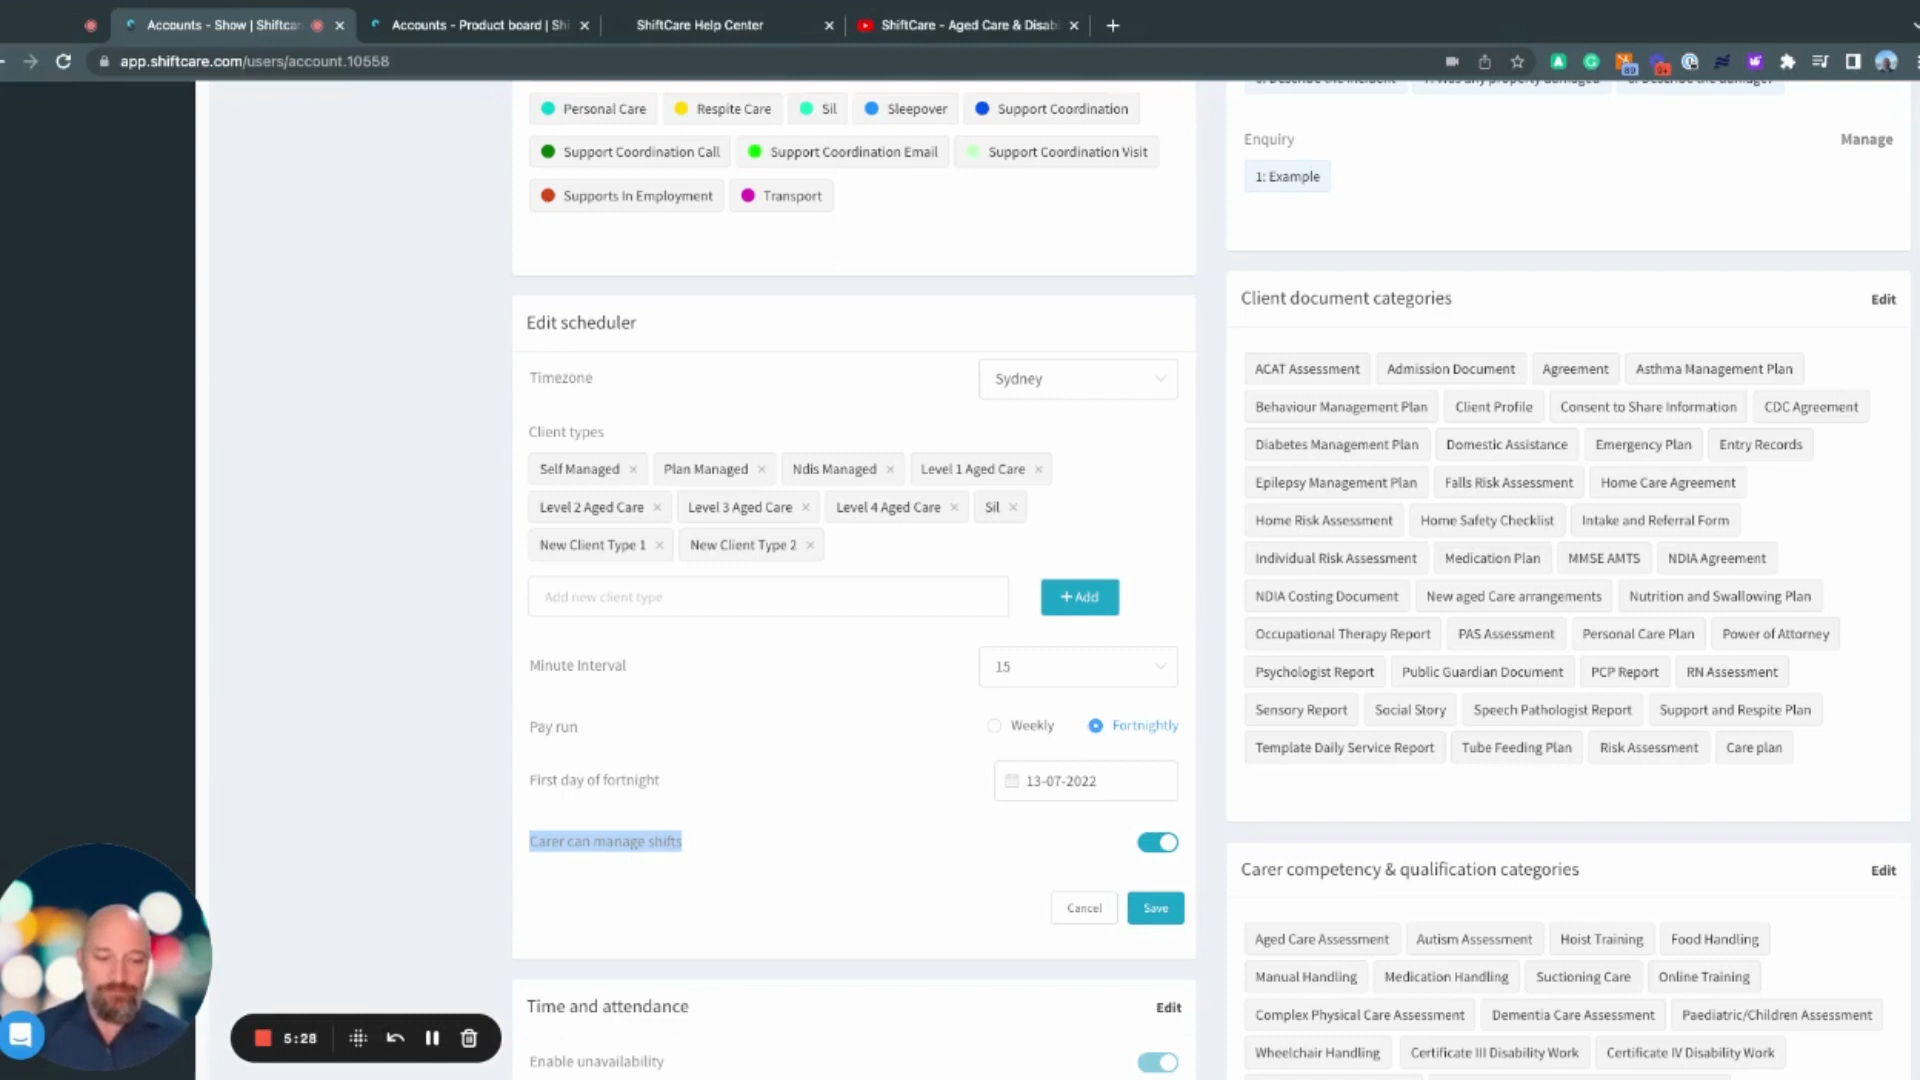 Accounts - Show | Shiftcar
Accounts - Product board | Shi
ShiftCare Help Center
ShiftCare - Aged Care & Disabi
app.shiftcare.com/users/account.10558
Personal Care
Respite Care
Sil
Sleepover
Support Coordination
Support Coordination Call
Support Coordination Email
Support Coordination Visit
Supports In Employment
Transport
Enquiry
Manage
1: Example
Edit scheduler
Timezone
Sydney
Client types
Self Managed ×
Plan Managed ×
Ndis Managed ×
Level 1 Aged Care ×
Level 2 Aged Care ×
Level 3 Aged Care ×
Level 4 Aged Care ×
Sil ×
New Client Type 1 ×
New Client Type 2 ×
Add new client type
+ Add
Minute Interval
15
Pay run
Weekly
Fortnightly
First day of fortnight
13-07-2022
Carer can manage shifts
Cancel
Save
Time and attendance
Edit
Enable unavailability
Client document categories
Edit
ACAT Assessment
Admission Document
Agreement
Asthma Management Plan
Behaviour Management Plan
Client Profile
Consent to Share Information
CDC Agreement
Diabetes Management Plan
Domestic Assistance
Emergency Plan
Entry Records
Epilepsy Management Plan
Falls Risk Assessment
Home Care Agreement
Home Risk Assessment
Home Safety Checklist
Intake and Referral Form
Individual Risk Assessment
Medication Plan
MMSE AMTS
NDIA Agreement
NDIA Costing Document
New aged Care arrangements
Nutrition and Swallowing Plan
Occupational Therapy Report
PAS Assessment
Personal Care Plan
Power of Attorney
Psychologist Report
Public Guardian Document
PCP Report
RN Assessment
Sensory Report
Social Story
Speech Pathologist Report
Support and Respite Plan
Template Daily Service Report
Tube Feeding Plan
Risk Assessment
Care plan
Carer competency & qualification categories
Edit
Aged Care Assessment
Autism Assessment
Hoist Training
Food Handling
Manual Handling
Medication Handling
Suctioning Care
Online Training
Complex Physical Care Assessment
Dementia Care Assessment
Paediatric/Children Assessment
Wheelchair Handling
Certificate III Disability Work
Certificate IV Disability Work
5:28